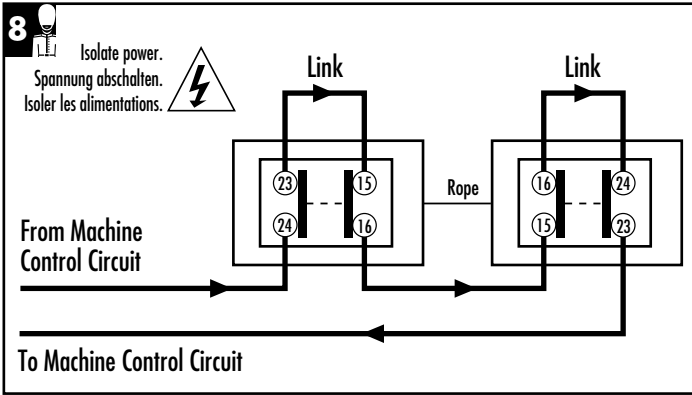 8
Isolate power.
Spannung abschalten.
Isoler les alimentations.
Link
Link
23
15
24
16
Rope
16
24
15
23
From Machine
Control Circuit
To Machine Control Circuit